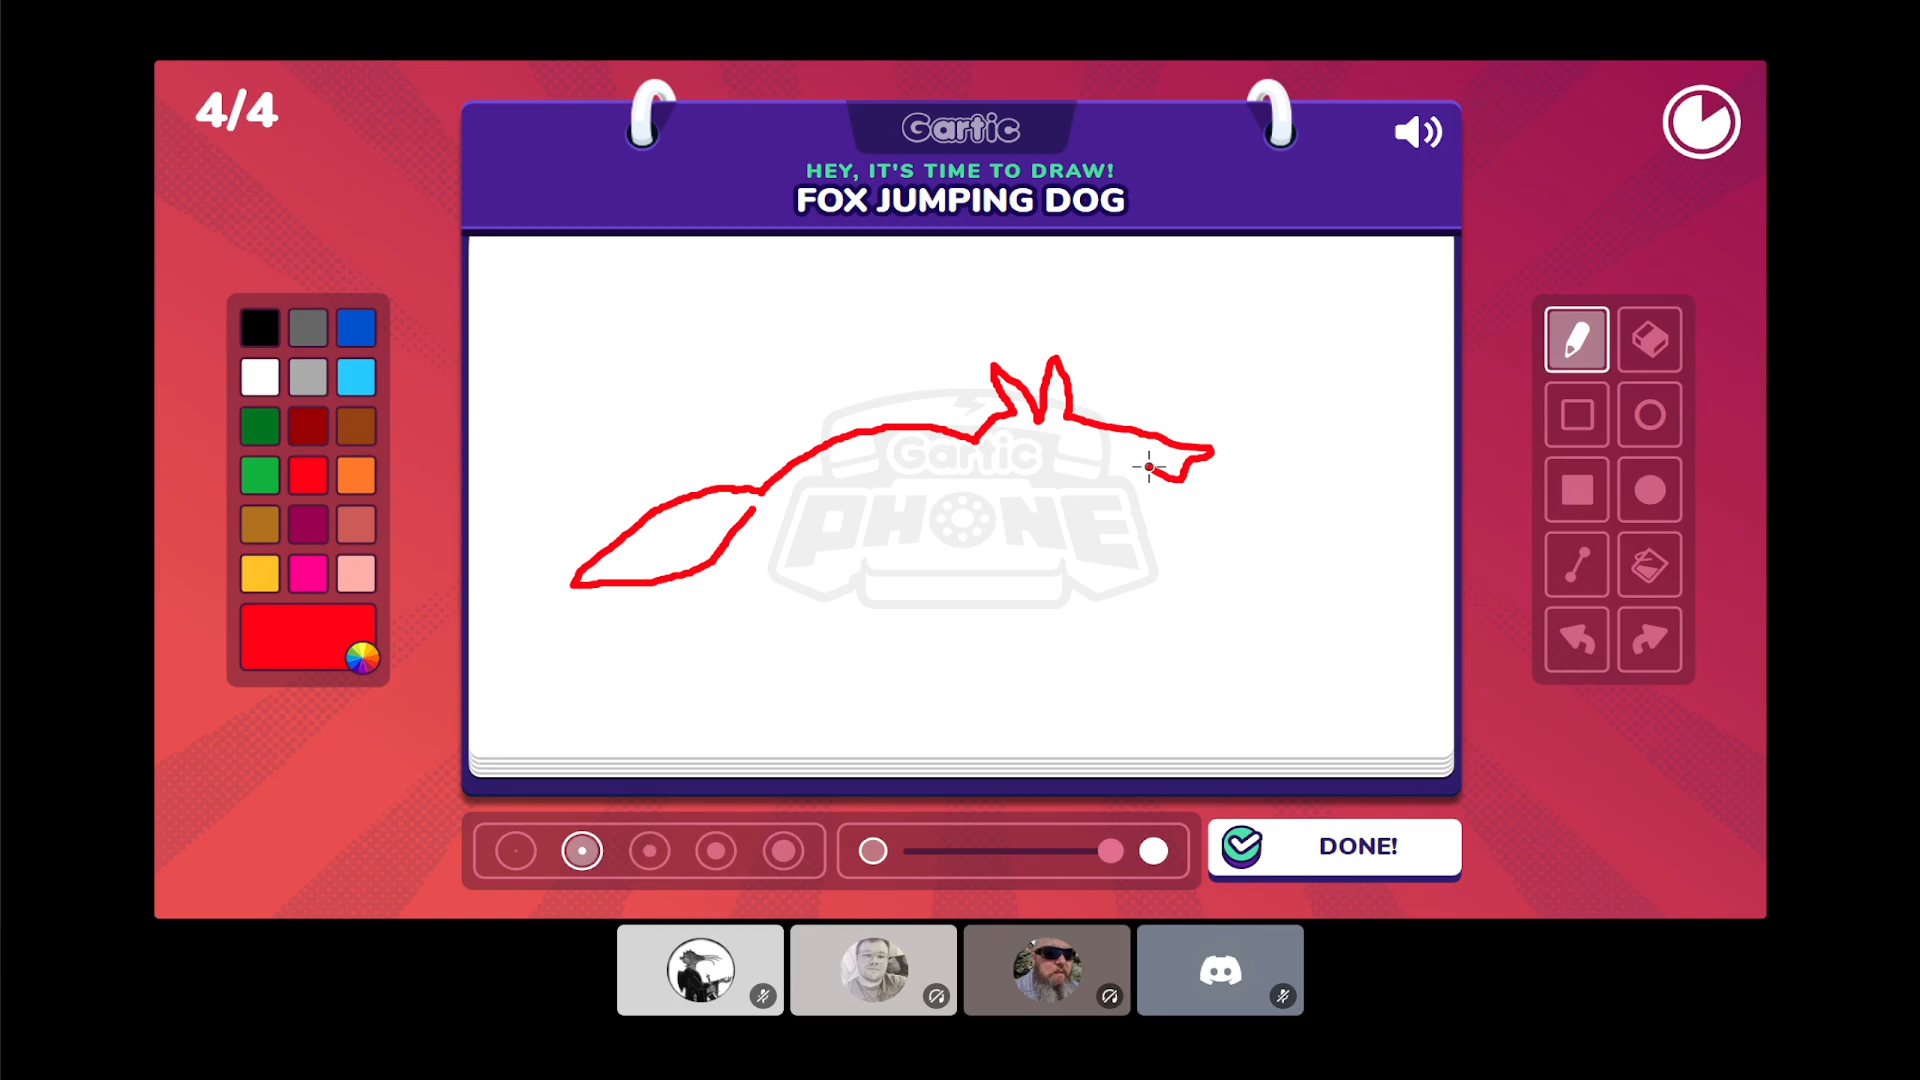 4/4
Gartic
HEY, IT'S TIME TO DRAW!
FOX JUMPING DOG
Gartic
PHONE
DONE!